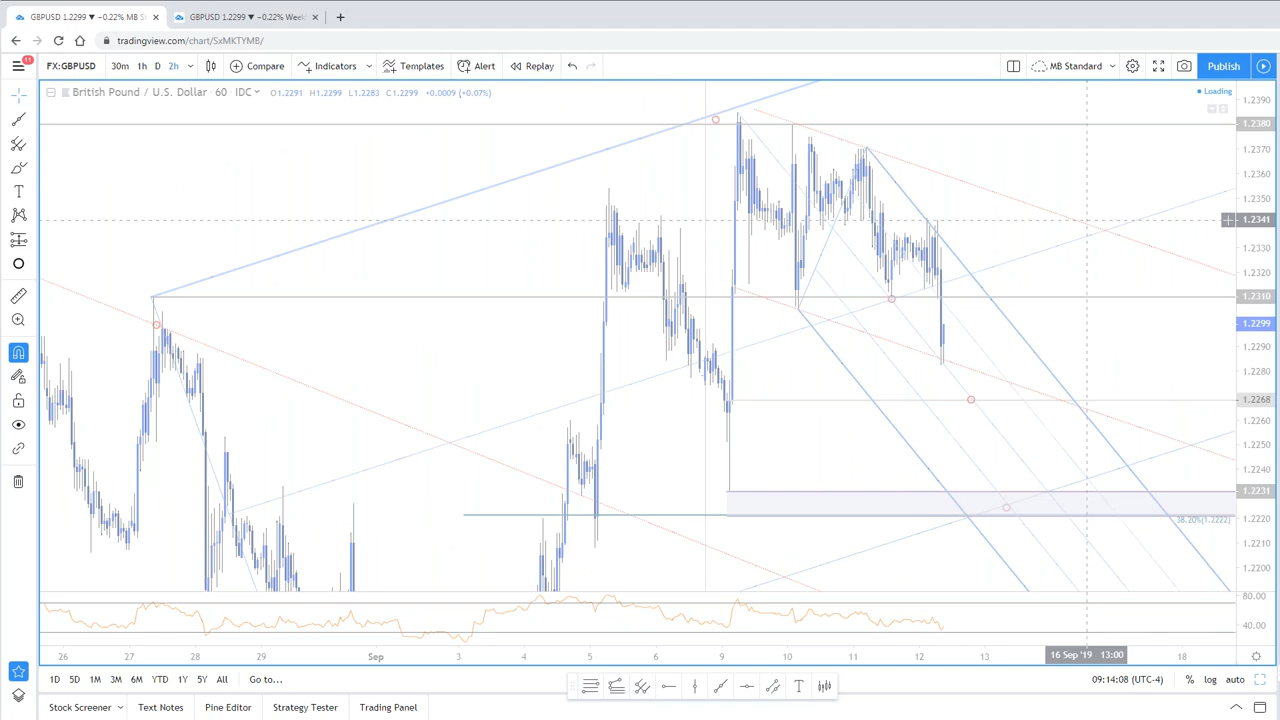 GBPUSD 1.2299 ▼ −0.22% MB S
GBPUSD 1.2299 ▼ −0.22% Week
tradingview.com/chart/SxMKTYMB/
11
FX:GBPUSD 30m 1h D 2h Compare Indicators Templates Alert Replay MB Standard Publish
British Pound / U.S. Dollar · 60 · IDC O1.2291 H1.2299 L1.2283 C1.2299 +0.0009 (+0.07%)
Loading
1.2390
1.2380
1.2370
1.2360
1.2350
1.2341
1.2330
1.2320
1.2310
1.2299
1.2290
1.2280
1.2268
1.2250
1.2240
1.2231
38.20%(1.2222)
1.2220
1.2210
1.2200
80.00
40.00
26 27 28 29 Sep 3 4 5 6 9 10 11 13 16 Sep '19 13:00 18
1D 5D 1M 3M 6M YTD 1Y 5Y All Go to... 09:14:08 (UTC-4) % log auto
Stock Screener Text Notes Pine Editor Strategy Tester Trading Panel